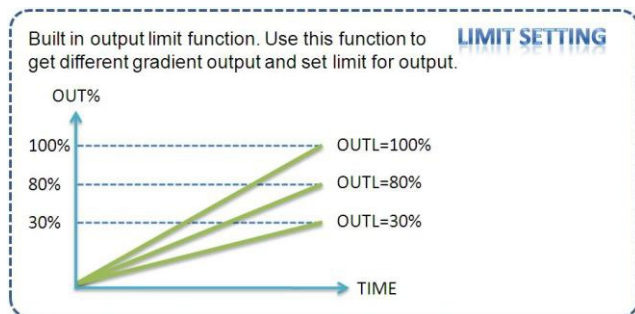 Built in output limit function. Use this function to
get different gradient output and set limit for output.
LIMIT SETTING
OUT%
100%
OUTL=100%
80%
OUTL=80%
30%
OUTL=30%
TIME